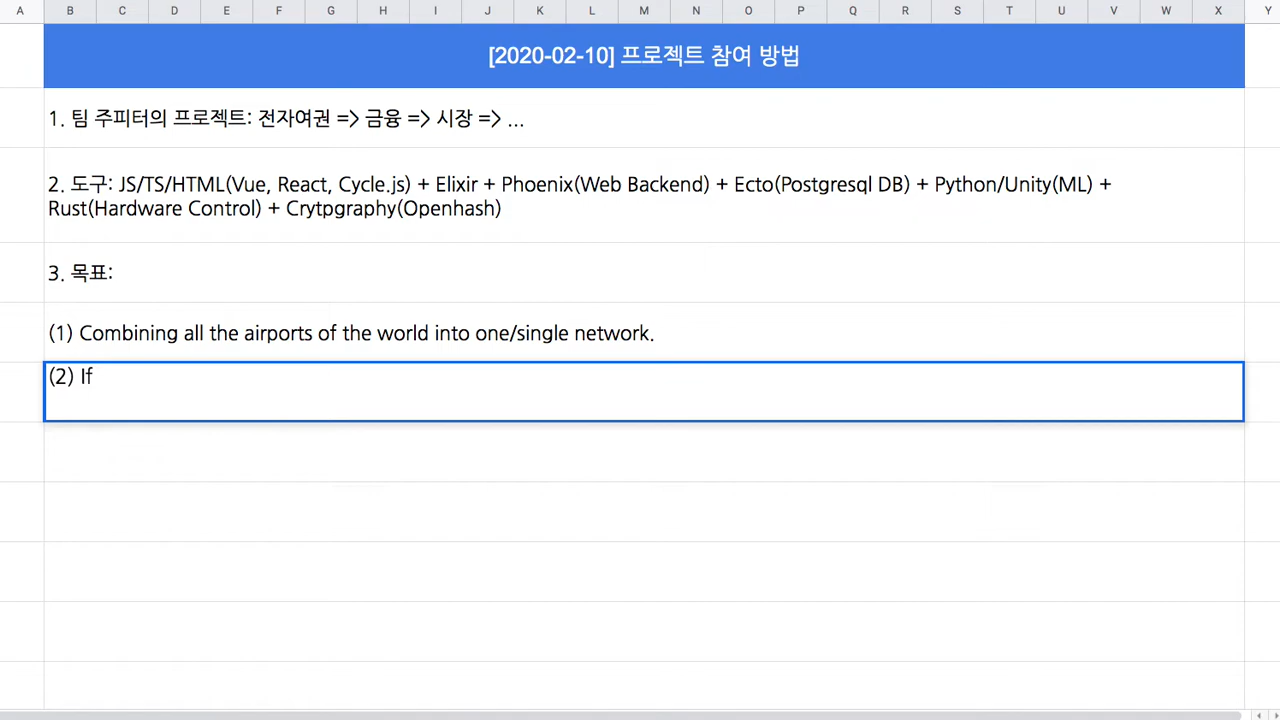 A B C D E F G H I J K L M N O P Q R S T U V W X Y
[2020-02-10] 프로젝트 참여 방법
1. 팀 주피터의 프로젝트: 전자여권 => 금융 => 시장 => ...
2. 도구: JS/TS/HTML(Vue, React, Cycle.js) + Elixir + Phoenix(Web Backend) + Ecto(Postgresql DB) + Python/Unity(ML) +
Rust(Hardware Control) + Crytpgraphy(Openhash)
3. 목표:
(1) Combining all the airports of the world into one/single network.
(2) If